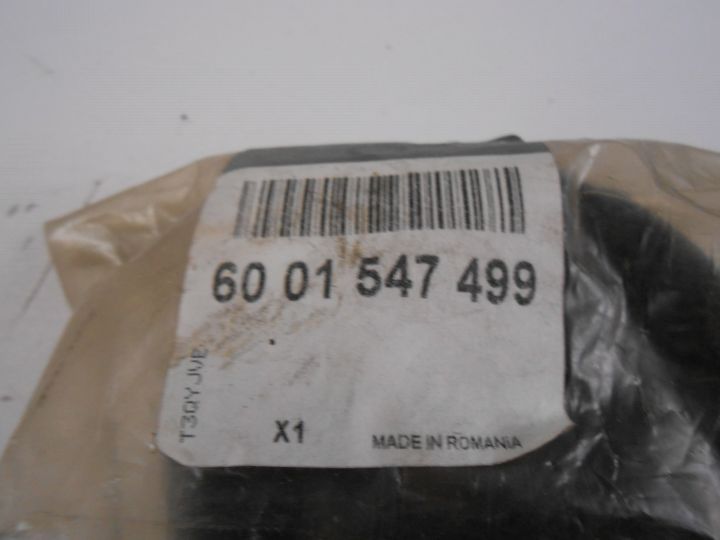 60 01 547 499
T3QYJVE
X1
MADE IN ROMANIA